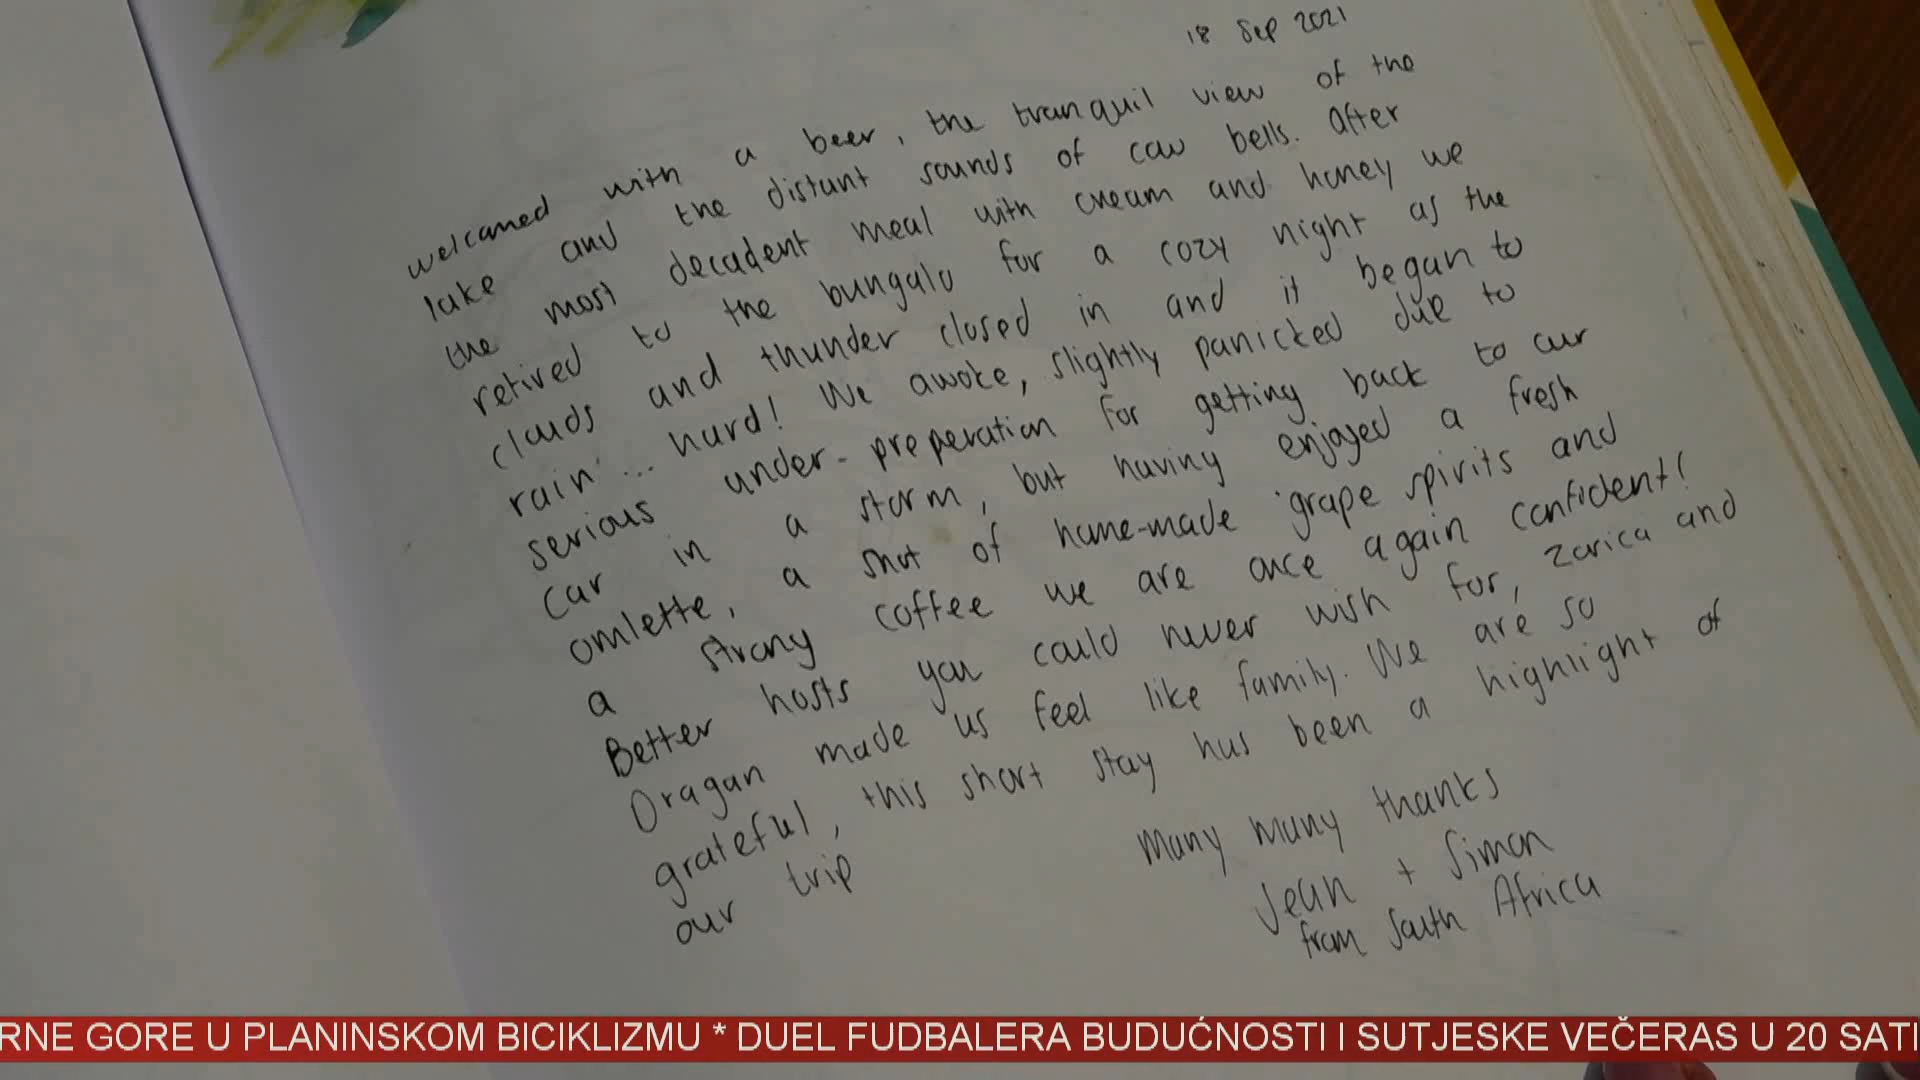 18 Sep 2021
welcomed with a beer, the tranquil view of the
lake and the distant sounds of cow bells. After
the most decadent meal with cream and honey we
retired to the bungalo for a cozy night as the
clouds and thunder closed in and it began to
rain ... hard! We awoke, slightly panicked due to
serious under-preperation for getting back to our
car in a storm, but having enjoyed a fresh
omlette, a shot of home-made grape spirits and
a strong coffee we are once again confident!
Better hosts you could never wish for, Zorica and
Dragan made us feel like family. We are so
grateful, this short stay has been a highlight of
our trip
Many many thanks
Jean + Simon
from South Africa
RNE GORE U PLANINSKOM BICIKLIZMU * DUEL FUDBALERA BUDUĆNOSTI I SUTJESKE VEČERAS U 20 SATI